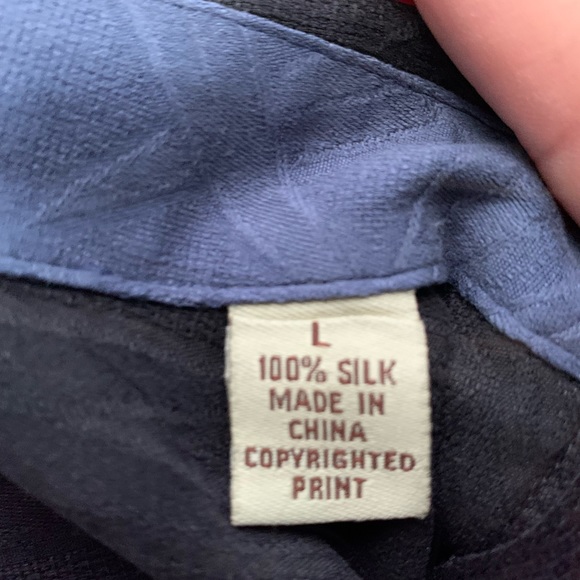 L
100% SILK
MADE IN
CHINA
COPYRIGHTED
PRINT